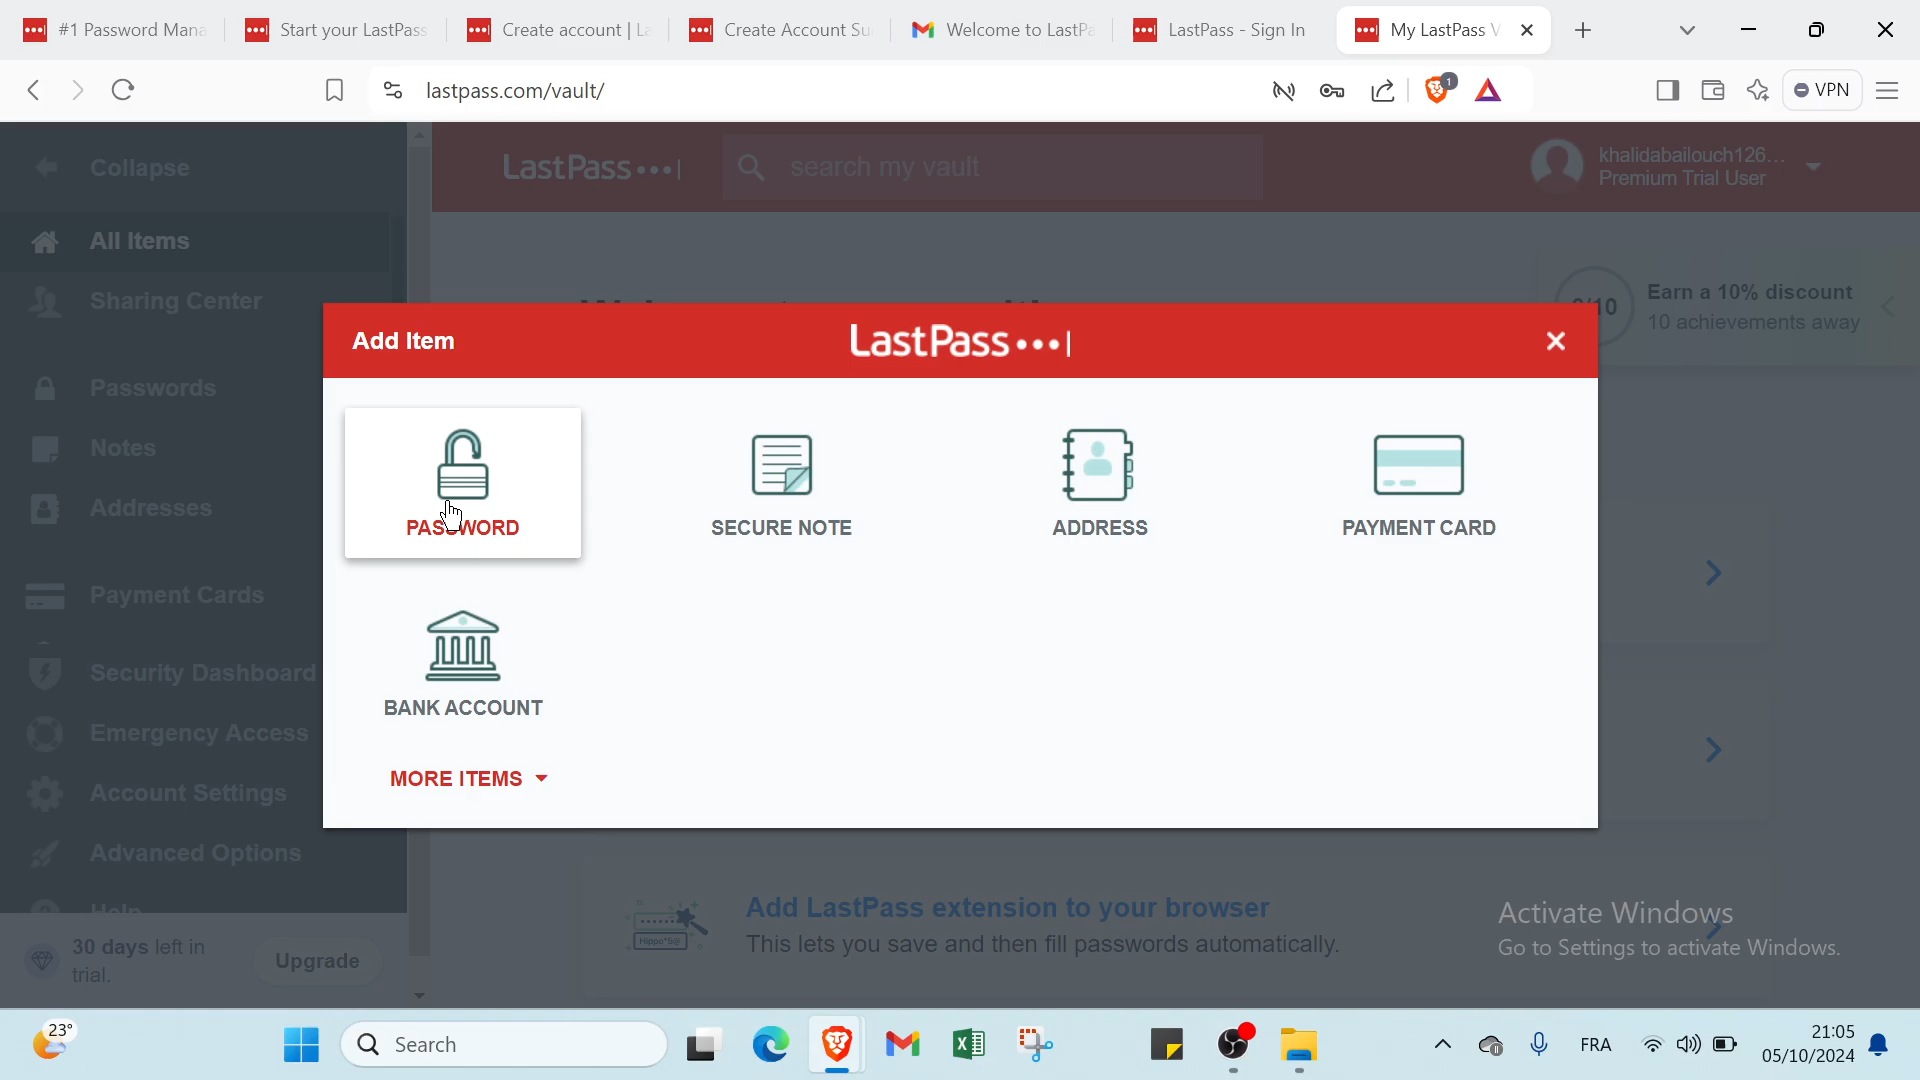 #1 Password Mana
Start your LastPass
Create account | La
Create Account Su
Welcome to LastPa
LastPass - Sign In
My LastPass V
lastpass.com/vault/
1
VPN
Collapse
LastPass
search my vault
khalidabailouch126...
Premium Trial User
All Items
Sharing Center
Earn a 10% discount
10 achievements away
Add Item
LastPass
Passwords
Notes
Addresses
PASSWORD
SECURE NOTE
ADDRESS
PAYMENT CARD
Payment Cards
Security Dashboard
BANK ACCOUNT
Emergency Access
MORE ITEMS
Account Settings
Advanced Options
Help
Add LastPass extension to your browser
This lets you save and then fill passwords automatically.
Activate Windows
Go to Settings to activate Windows.
30 days left in
trial.
Upgrade
23°
Search
FRA
21:05
05/10/2024